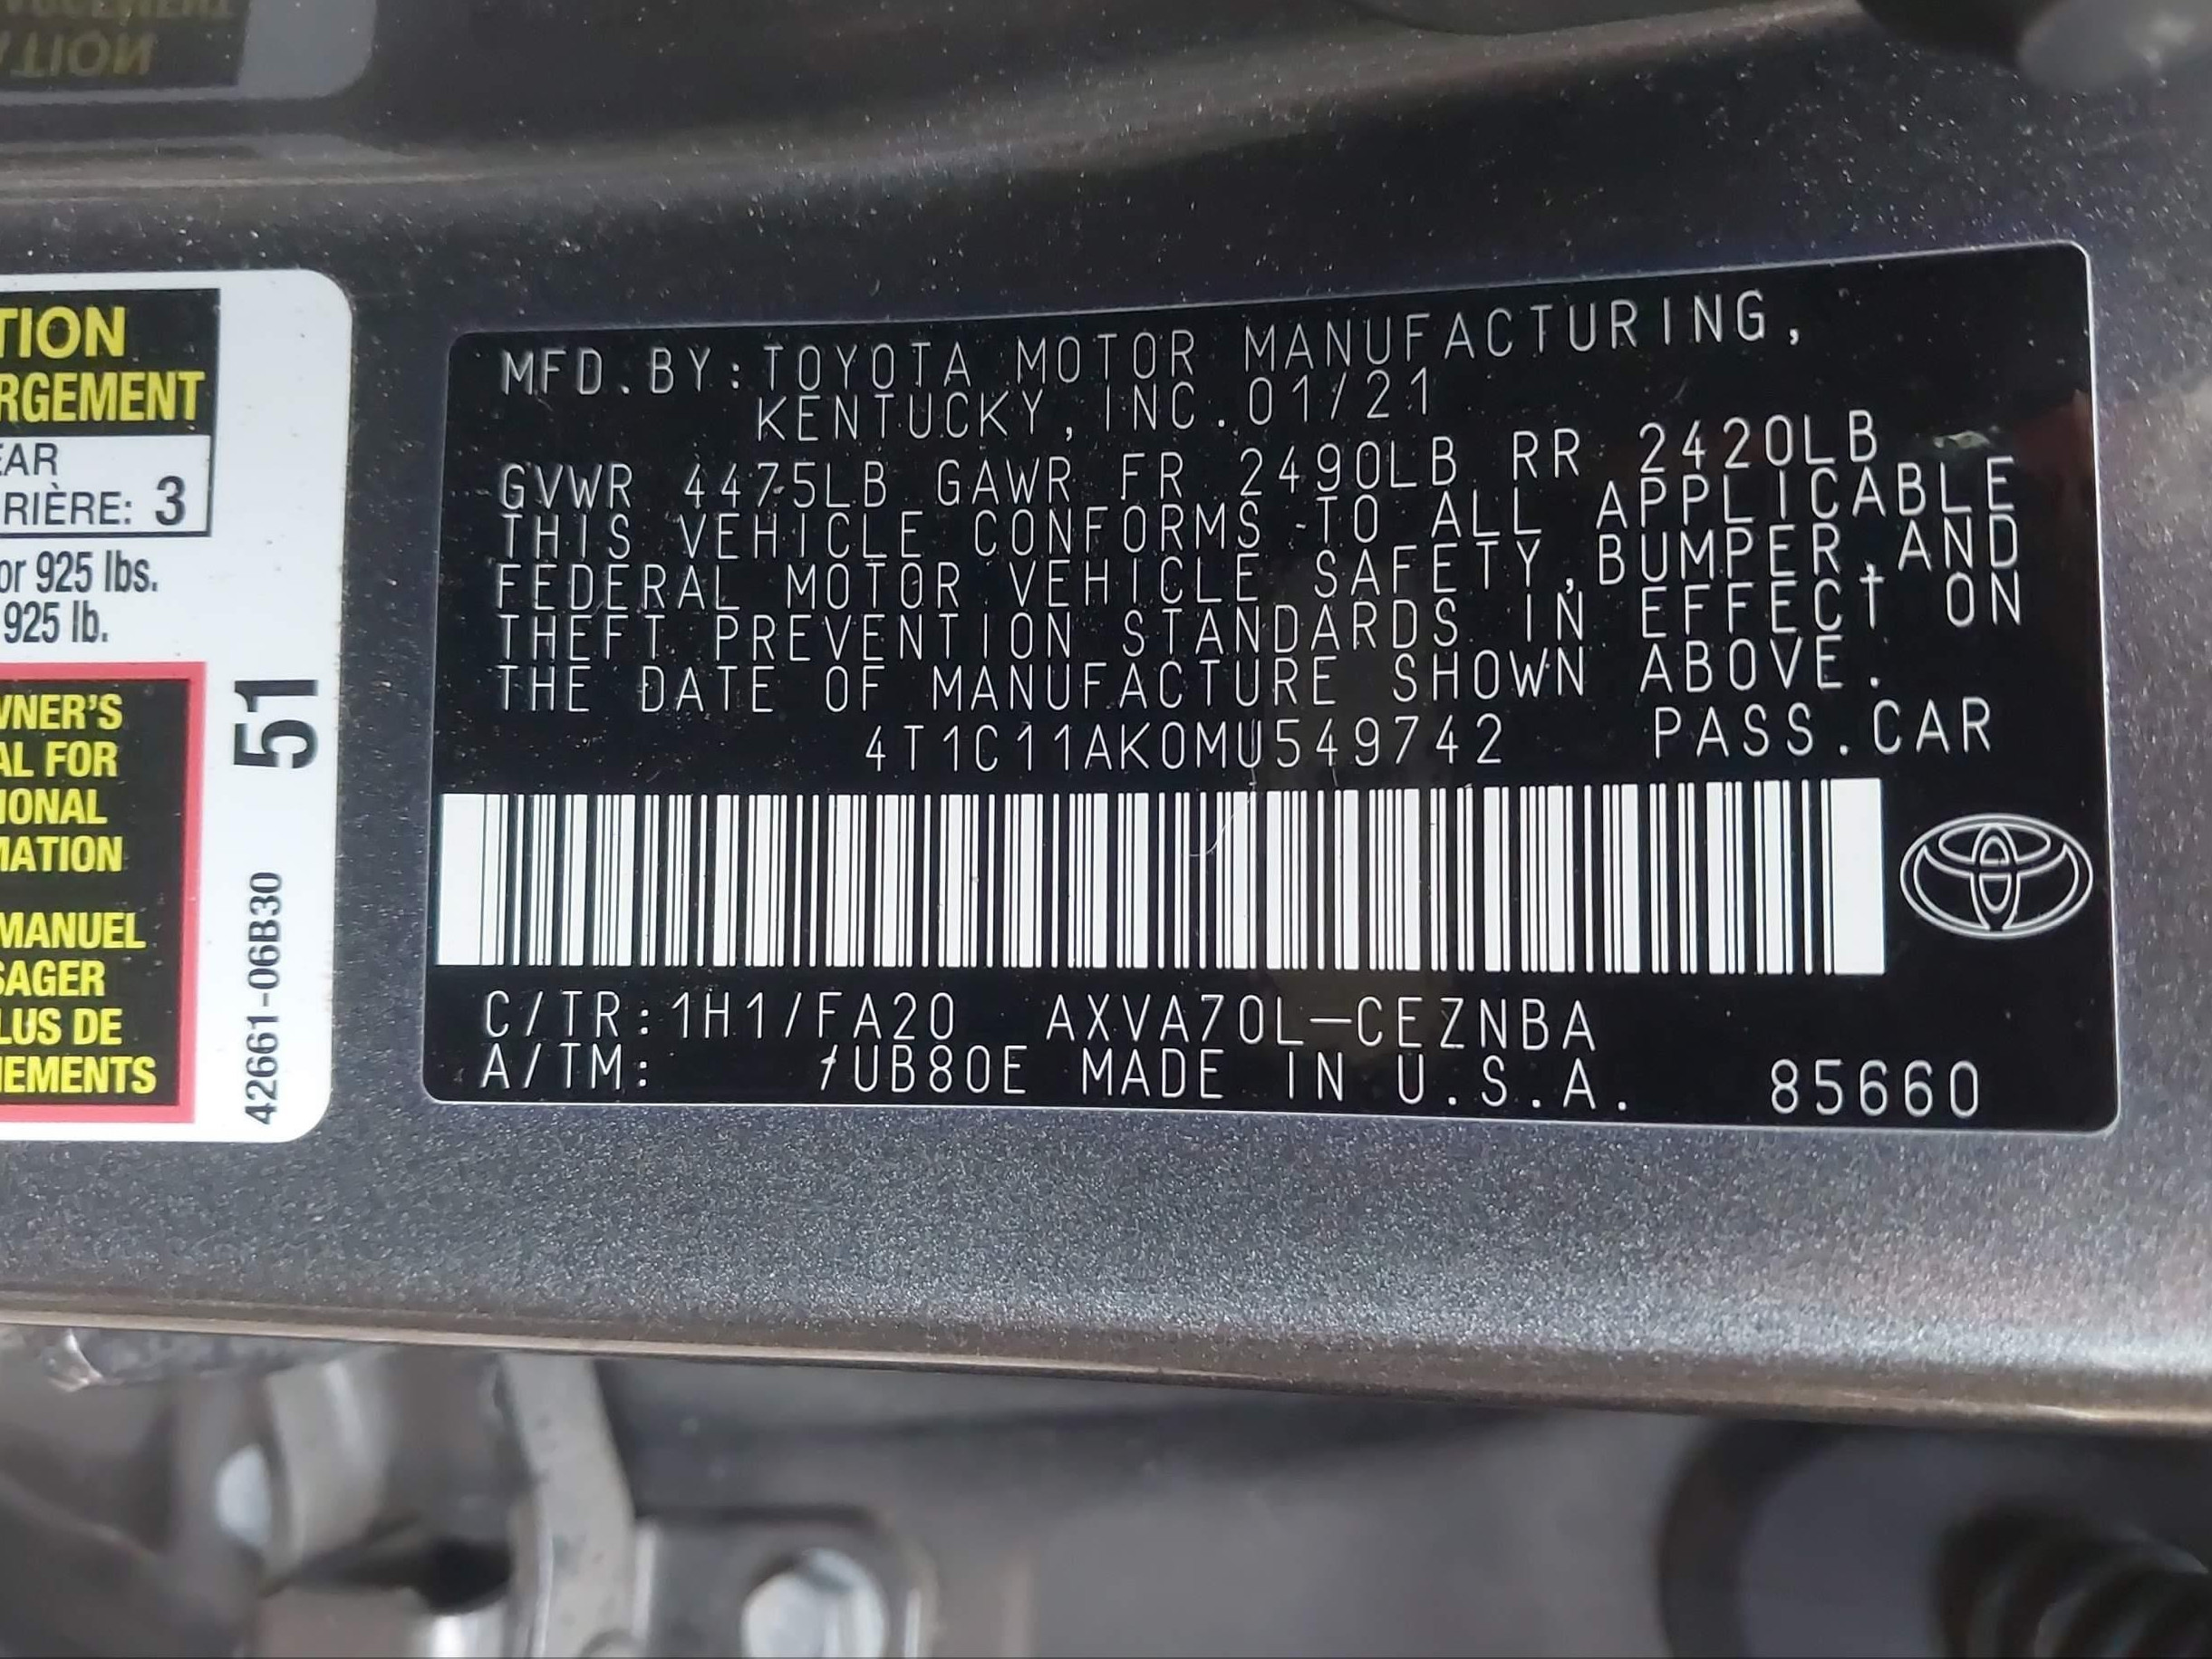 TION
RGEMENT
EAR
RIÈRE: 3
or 925 lbs.
925 lb.
WNER'S
AL FOR
IONAL
MATION
MANUEL
SAGER
LUS DE
NEMENTS
51
42661-06B30
MFD.BY:TOYOTA MOTOR MANUFACTURING,
KENTUCKY,INC.01/21
GVWR 4475LB GAWR FR 2490LB RR 2420LB
THIS VEHICLE CONFORMS TO ALL APPLICABLE
FEDERAL MOTOR VEHICLE SAFETY,BUMPER,AND
THEFT PREVENTION STANDARDS IN EFFECT ON
THE DATE OF MANUFACTURE SHOWN ABOVE.
4T1C11AK0MU549742 PASS.CAR
C/TR:1H1/FA20 AXVA70L-CEZNBA
A/TM: /UB80E MADE IN U.S.A. 85660